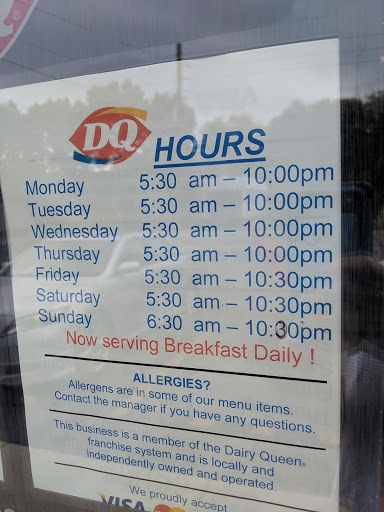 DQ
HOURS
Monday 5:30 am – 10:00pm
Tuesday 5:30 am – 10:00pm
Wednesday 5:30 am – 10:00pm
Thursday 5:30 am – 10:00pm
Friday 5:30 am – 10:30pm
Saturday 5:30 am – 10:30pm
Sunday 6:30 am – 10:30pm
Now serving Breakfast Daily !
ALLERGIES?
Allergens are in some of our menu items.
Contact the manager if you have any questions.
This business is a member of the Dairy Queen®
franchise system and is locally and
independently owned and operated.
We proudly accept
VISA